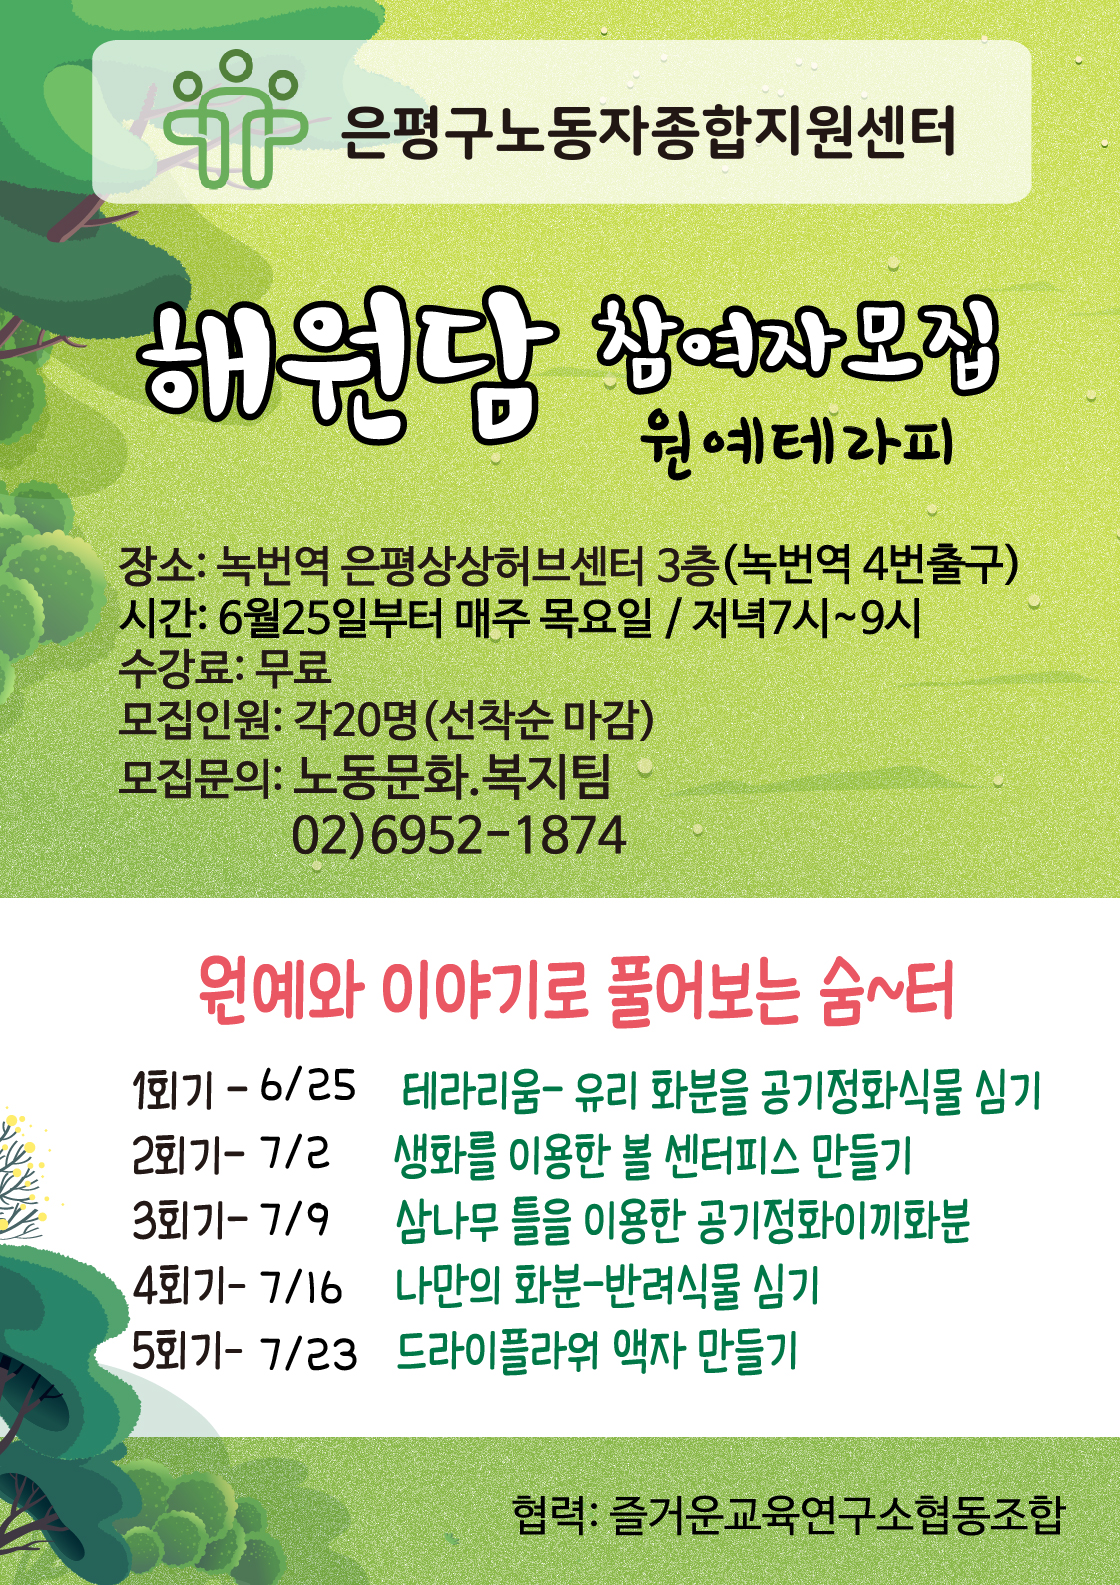 은평구노동자종합지원센터
해원담 참여자모집
원예테라피
장소: 녹번역 은평상상허브센터 3층(녹번역 4번출구)
시간: 6월25일부터 매주 목요일 / 저녁7시~9시
수강료: 무료
모집인원: 각20명(선착순 마감)
모집문의: 노동문화.복지팀
02)6952-1874
원예와 이야기로 풀어보는 숨~터
1회기 - 6/25 테라리움- 유리 화분을 공기정화식물 심기
2회기- 7/2 생화를 이용한 볼 센터피스 만들기
3회기- 7/9 삼나무 틀을 이용한 공기정화이끼화분
4회기- 7/16 나만의 화분-반려식물 심기
5회기- 7/23 드라이플라워 액자 만들기
협력: 즐거운교육연구소협동조합